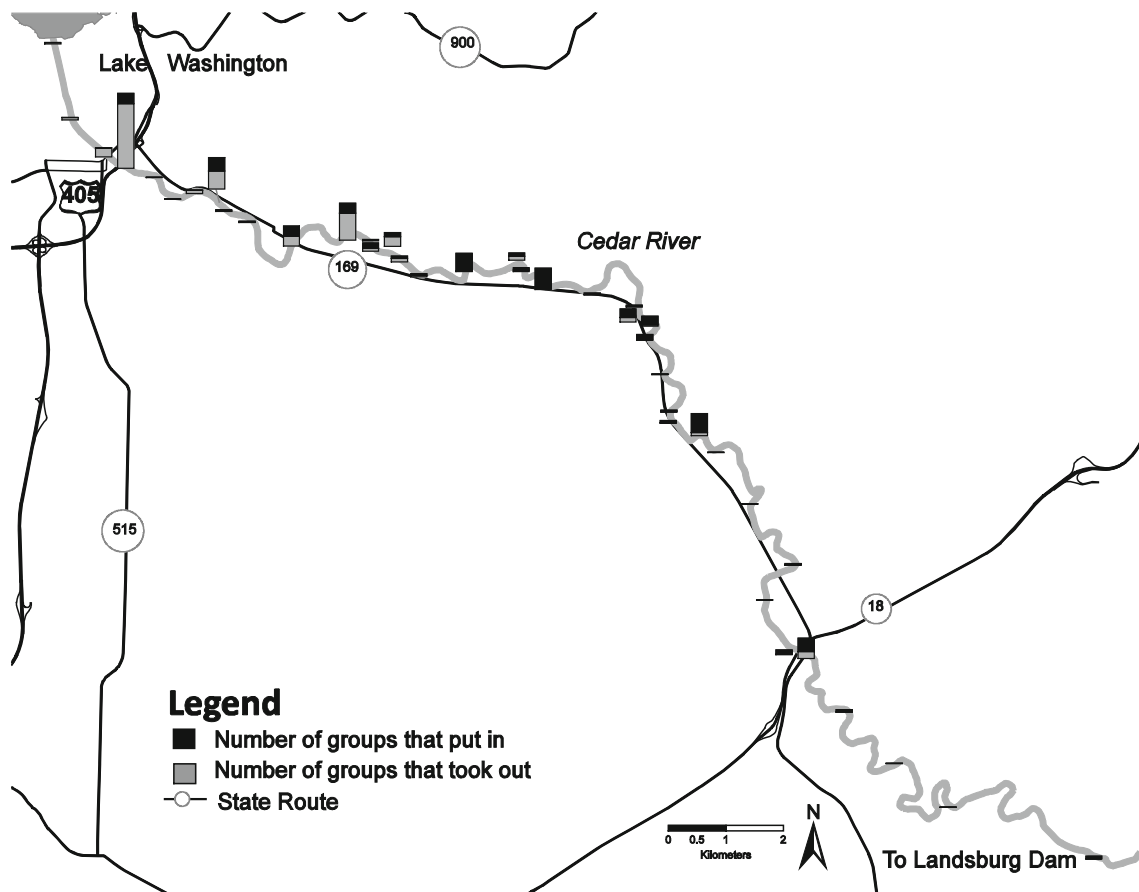 900
Lake Washington
405
Cedar River
169
515
18
Legend
Number of groups that put in
Number of groups that took out
State Route
N
0 0.5 1 2
Kilometers
To Landsburg Dam